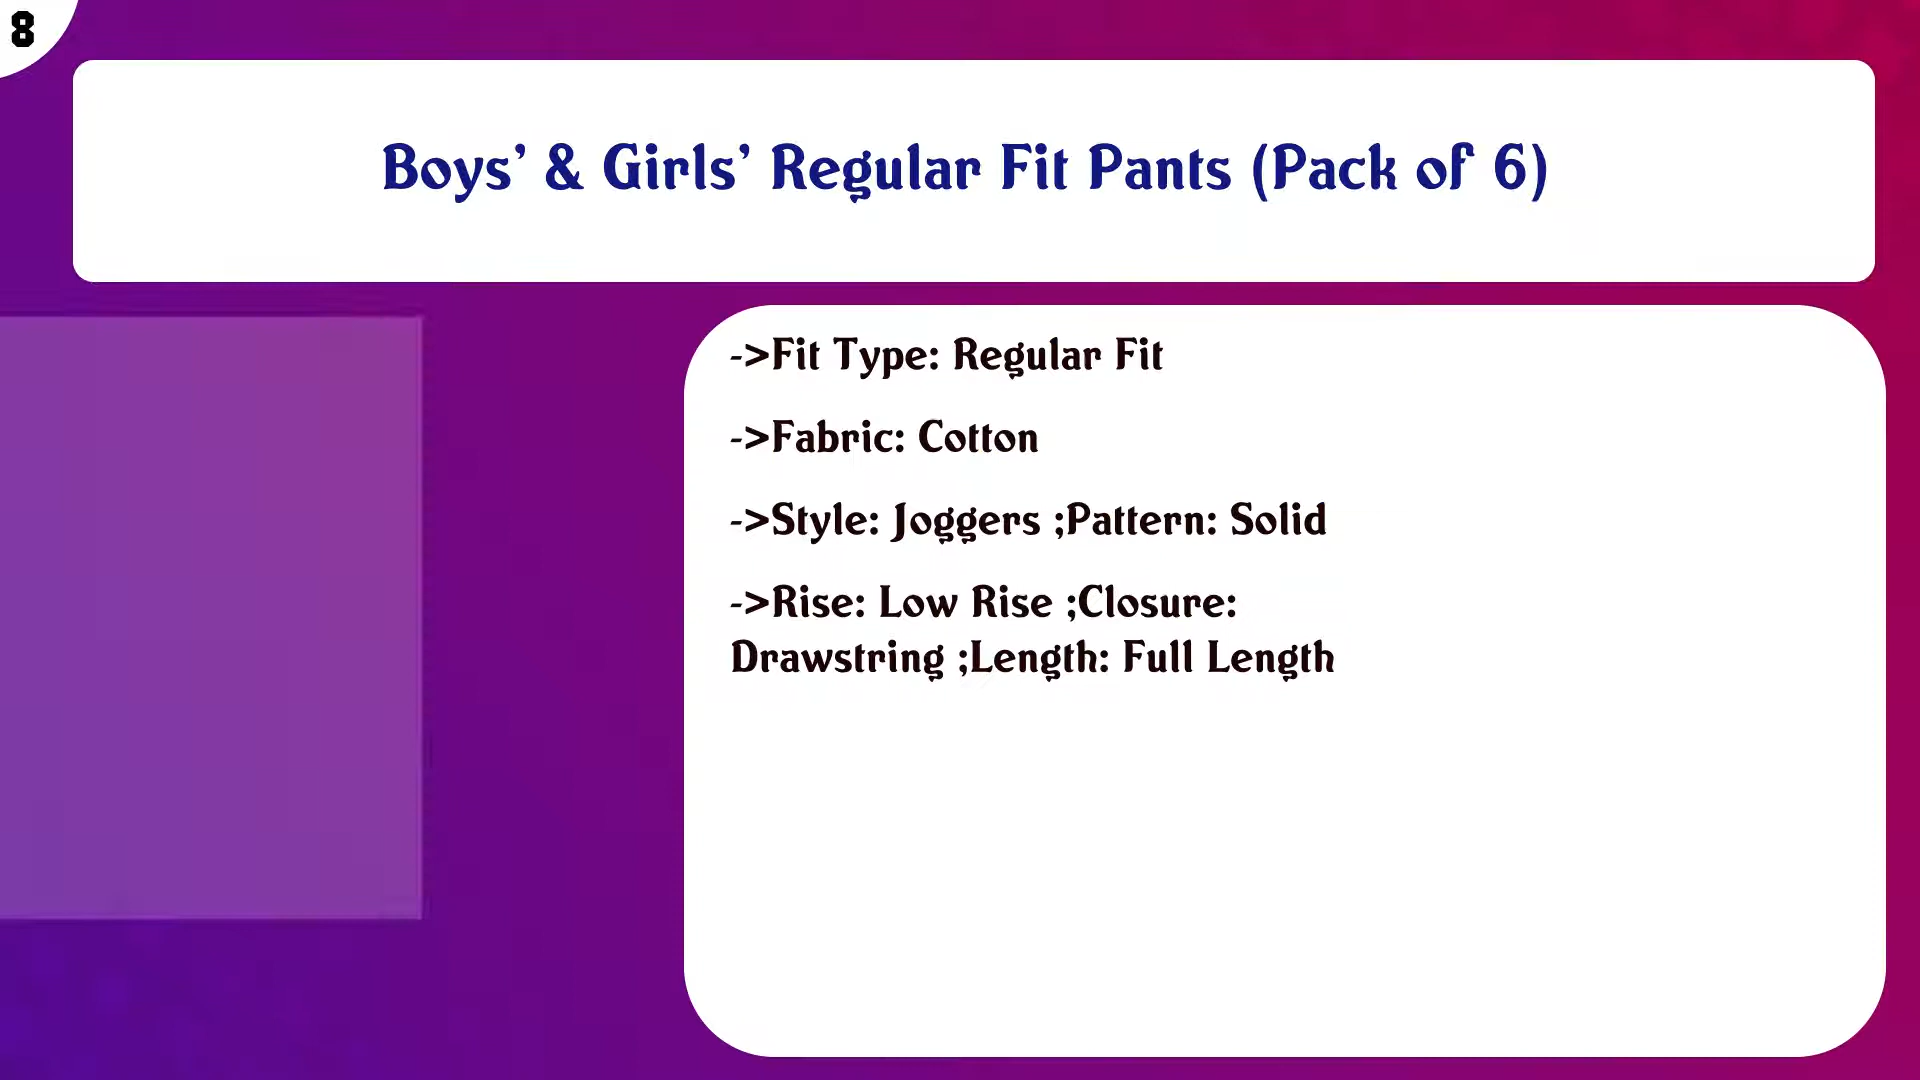 8
Boys’ & Girls’ Regular Fit Pants (Pack of 6)
->Fit Type: Regular Fit
->Fabric: Cotton
->Style: Joggers ;Pattern: Solid
->Rise: Low Rise ;Closure:
Drawstring ;Length: Full Length